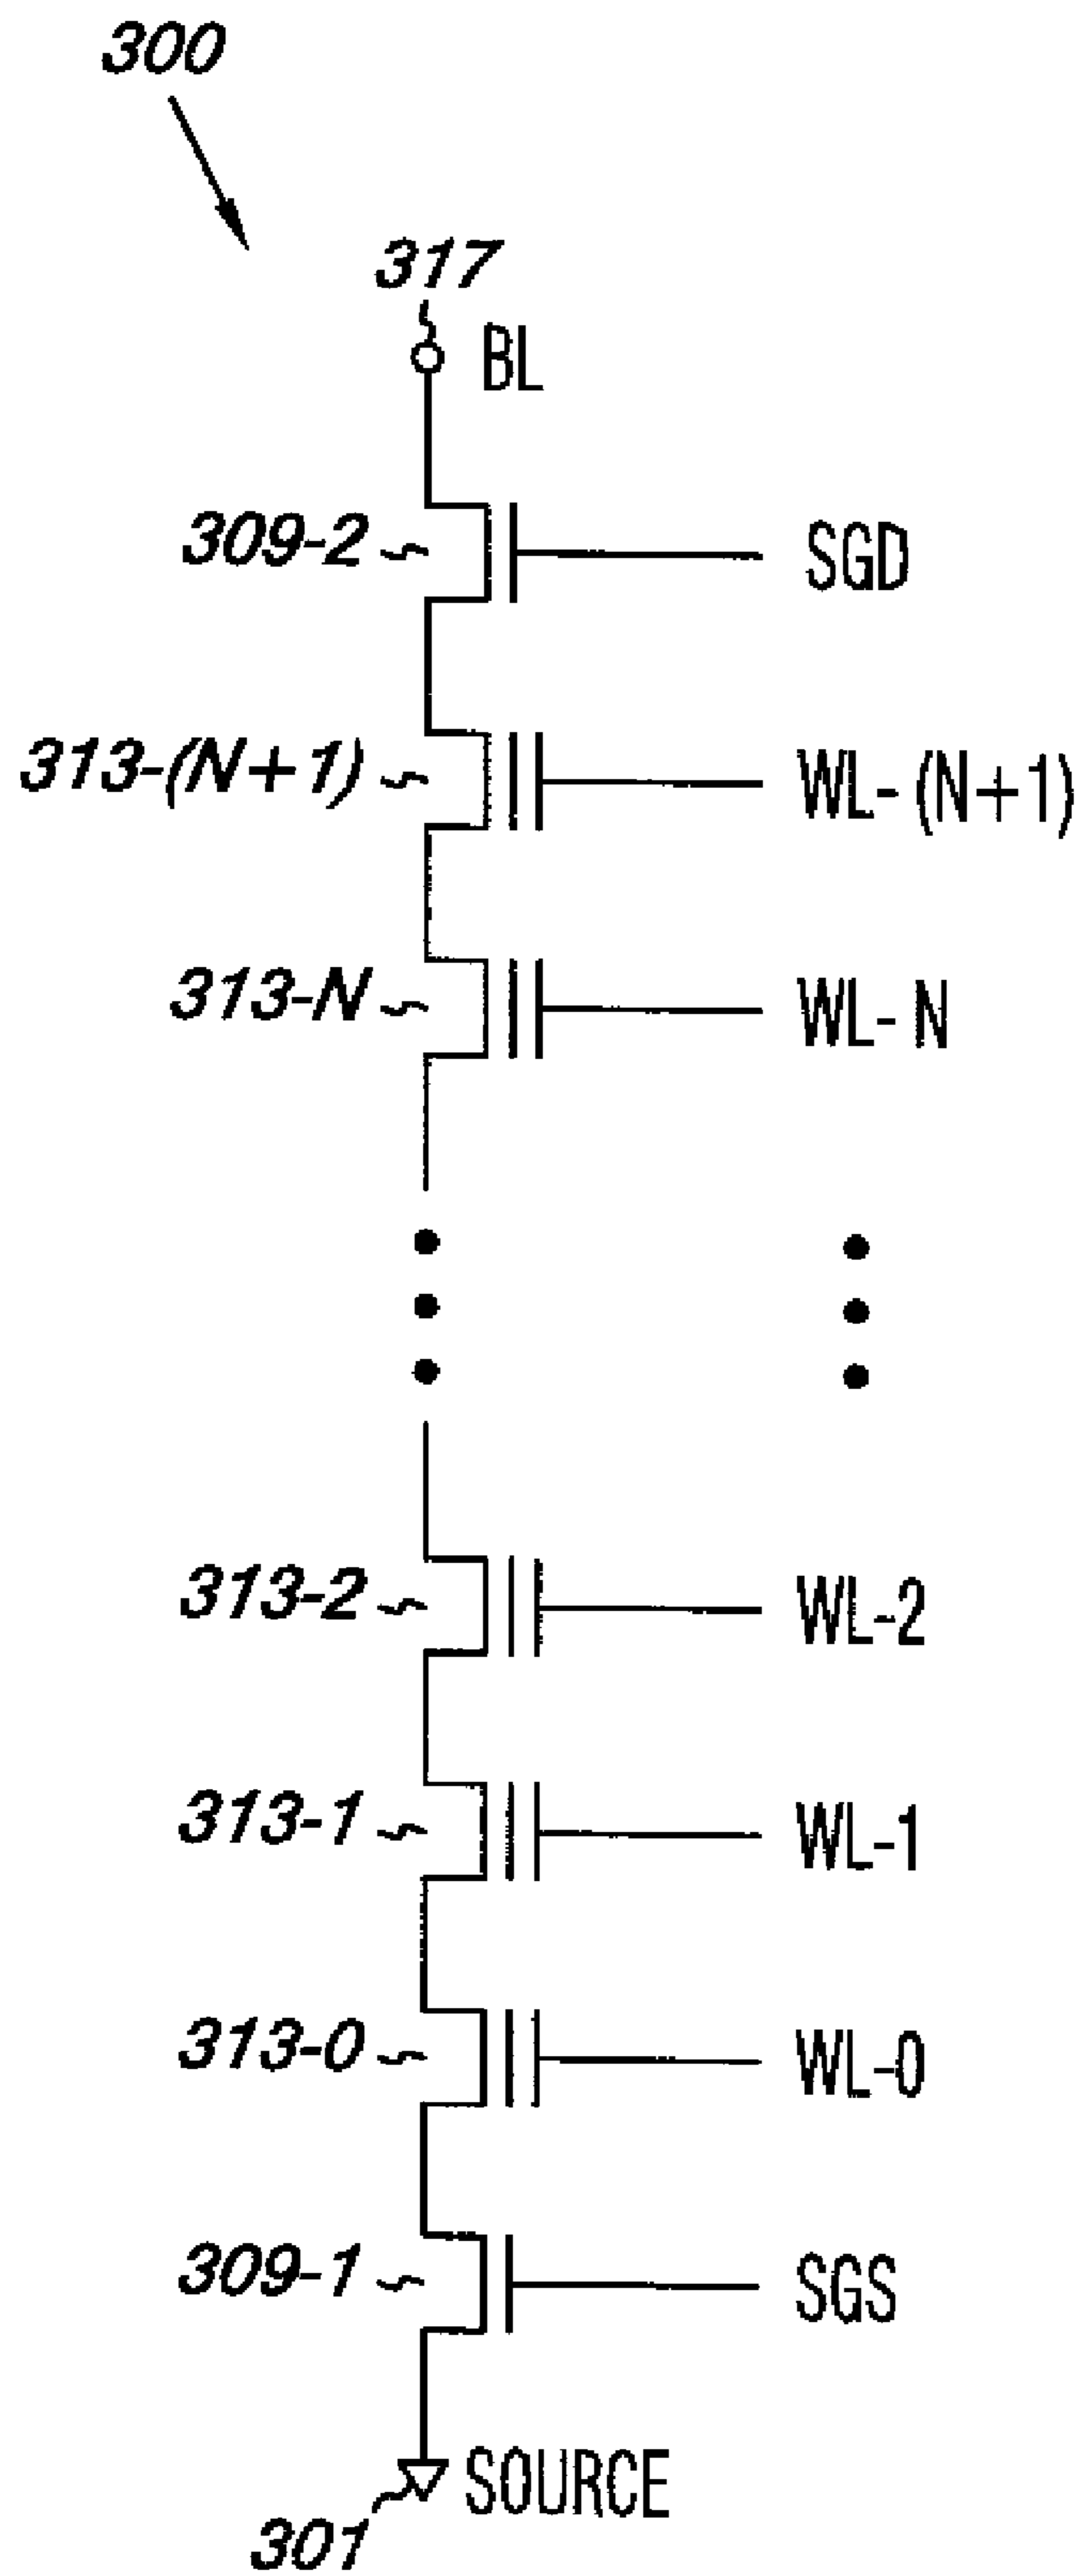 300
317
BL
309-2 SGD
313-(N+1) WL- (N+1)
313-N WL- N
313-2 WL-2
313-1 WL-1
313-0 WL-0
309-1 SGS
SOURCE
301